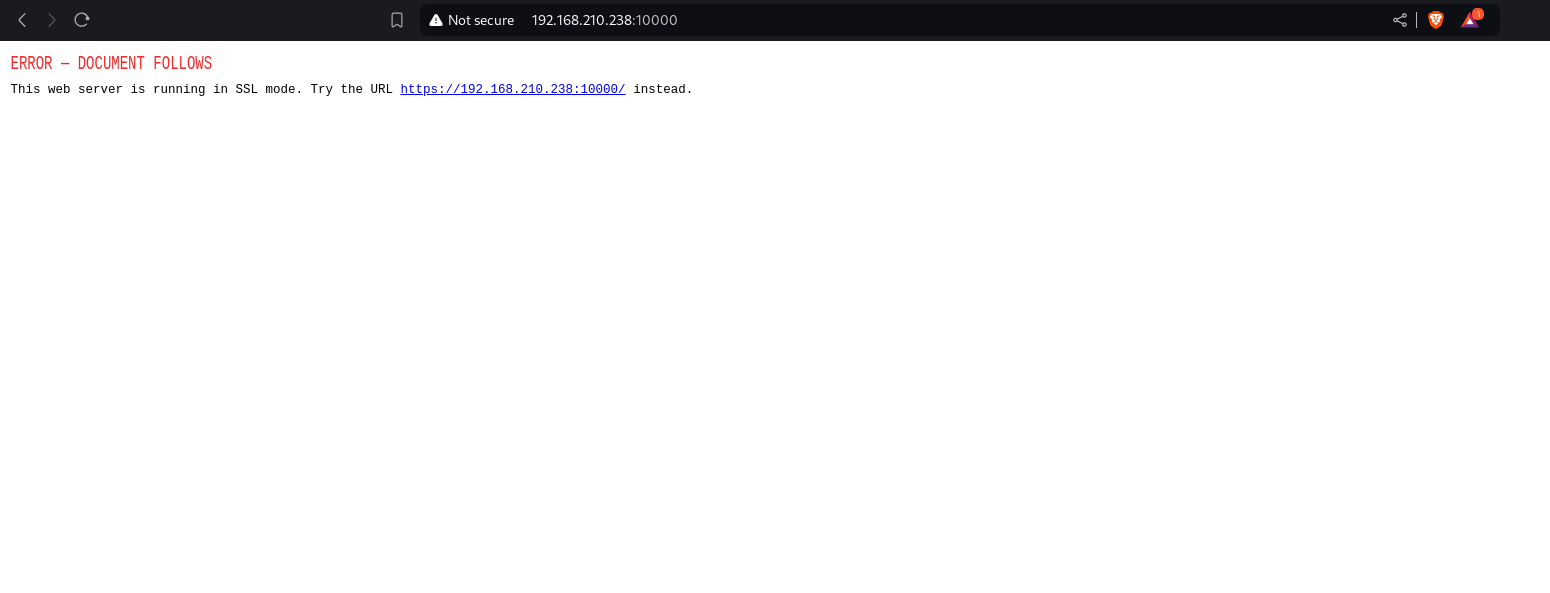 Not secure 192.168.210.238:10000
1
ERROR — DOCUMENT FOLLOWS
This web server is running in SSL mode. Try the URL https://192.168.210.238:10000/ instead.